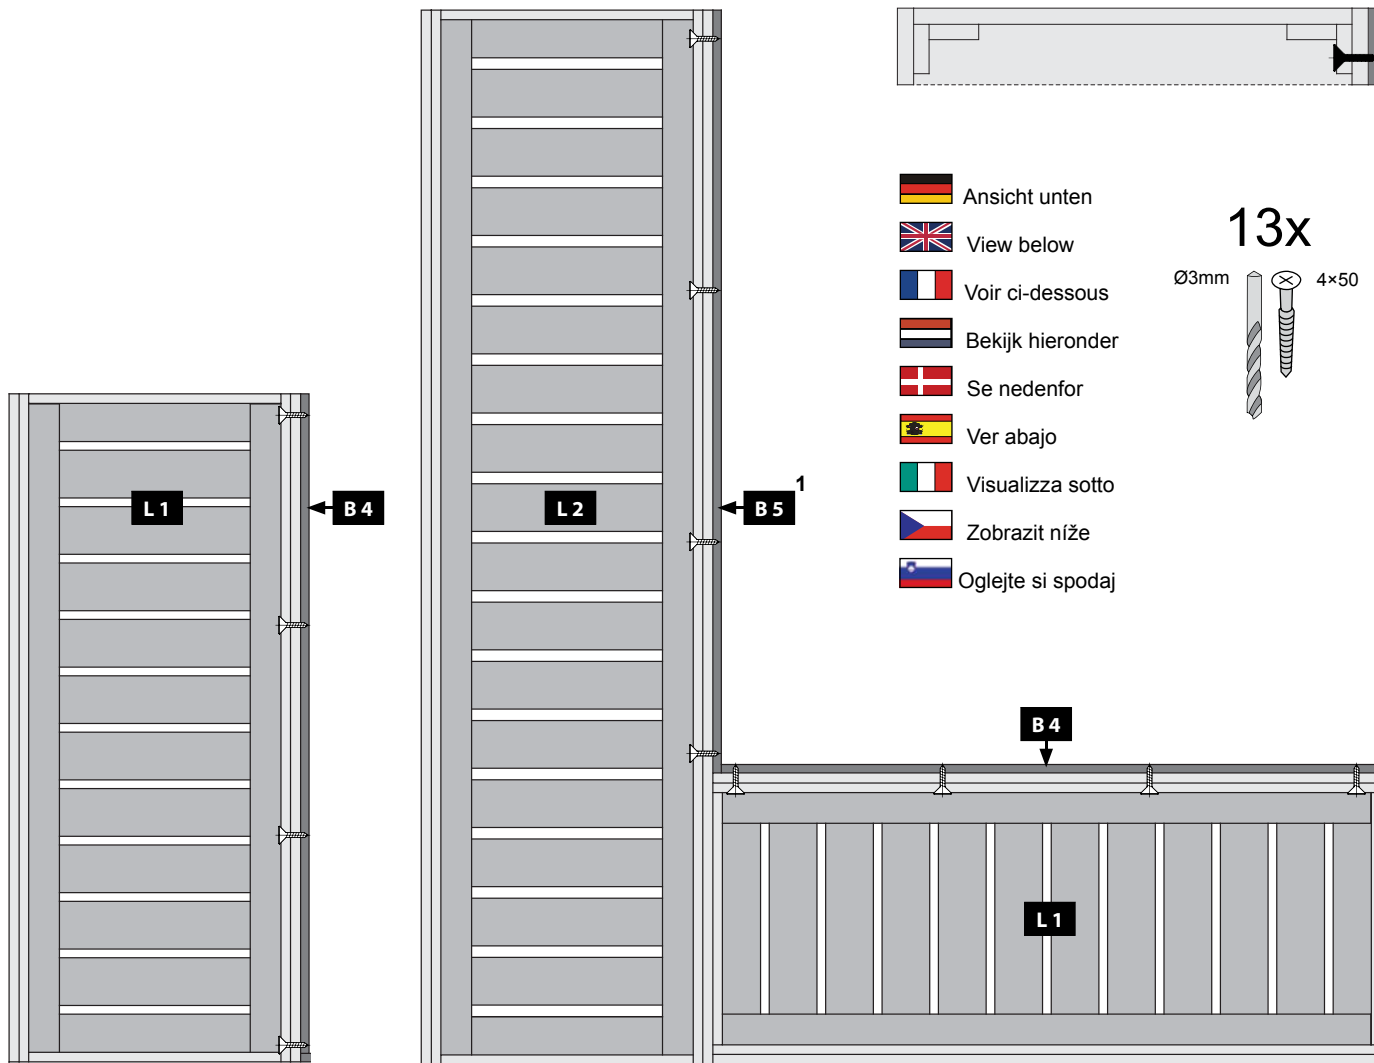 Ansicht unten
View below
Voir ci-dessous
Bekijk hieronder
Se nedenfor
Ver abajo
Visualizza sotto
Zobrazit níže
Oglejte si spodaj
13x
Ø3mm 4×50
L 1 B 4 L 2 B 5 1
B 4
L 1